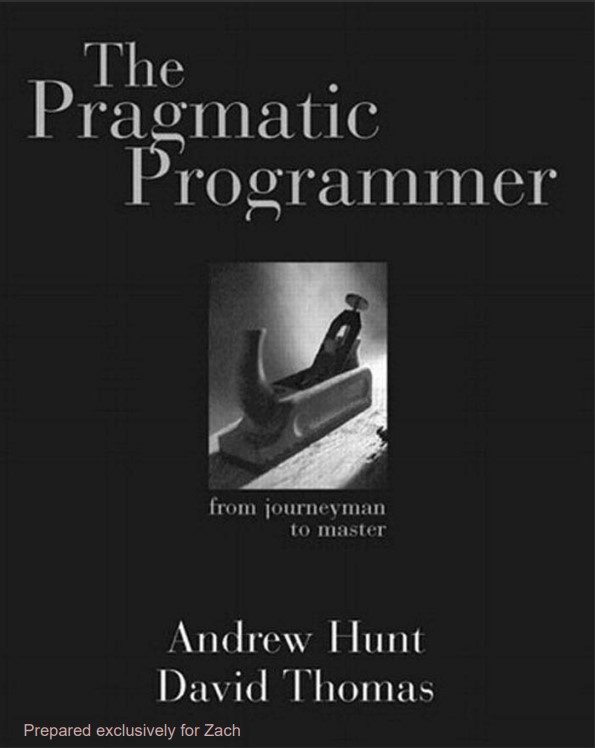 The
Pragmatic
Programmer
from journeyman
to master
Andrew Hunt
David Thomas
Prepared exclusively for Zach